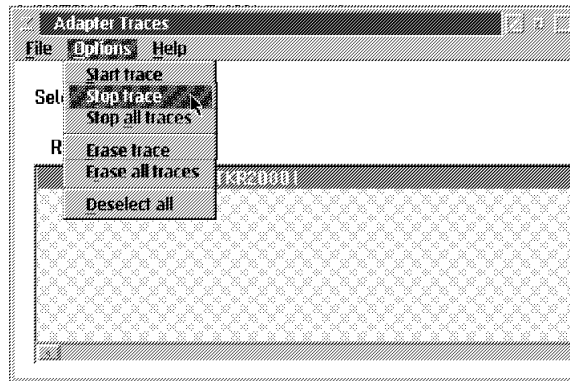 Adapter Traces
File Options Help
Start trace
Stop trace
Stop all traces
Erase trace
Erase all traces
Deselect all